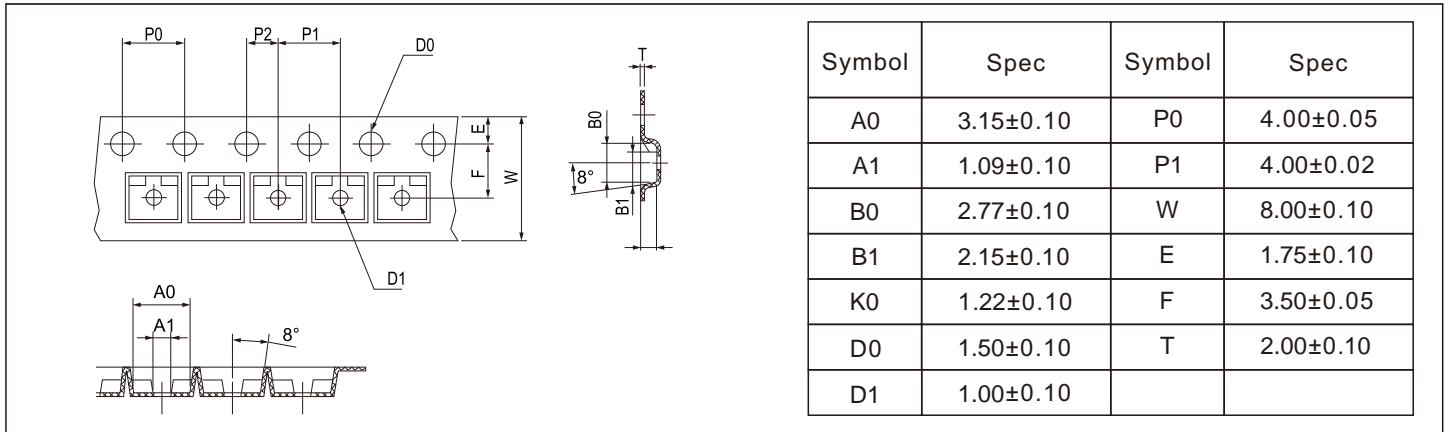 P0 P2 P1 D0
E
F
W
D1
A0
A1
8°
T
B0
8°
B1
Symbol Spec Symbol Spec
A0 3.15±0.10 P0 4.00±0.05
A1 1.09±0.10 P1 4.00±0.02
B0 2.77±0.10 W 8.00±0.10
B1 2.15±0.10 E 1.75±0.10
K0 1.22±0.10 F 3.50±0.05
D0 1.50±0.10 T 2.00±0.10
D1 1.00±0.10